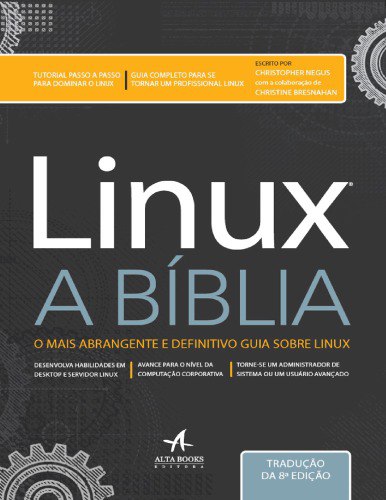 TUTORIAL PASSO A PASSO
PARA DOMINAR O LINUX
GUIA COMPLETO PARA SE
TORNAR UM PROFISSIONAL LINUX
ESCRITO POR
CHRISTOPHER NEGUS
com a colaboração de
CHRISTINE BRESNAHAN
Linux®
A BÍBLIA
O MAIS ABRANGENTE E DEFINITIVO GUIA SOBRE LINUX
DESENVOLVA HABILIDADES EM
DESKTOP E SERVIDOR LINUX
AVANCE PARA O NÍVEL DA
COMPUTAÇÃO CORPORATIVA
TORNE-SE UM ADMINISTRADOR DE
SISTEMA OU UM USUÁRIO AVANÇADO
ALTA BOOKS
EDITORA
TRADUÇÃO
DA 8ª EDIÇÃO